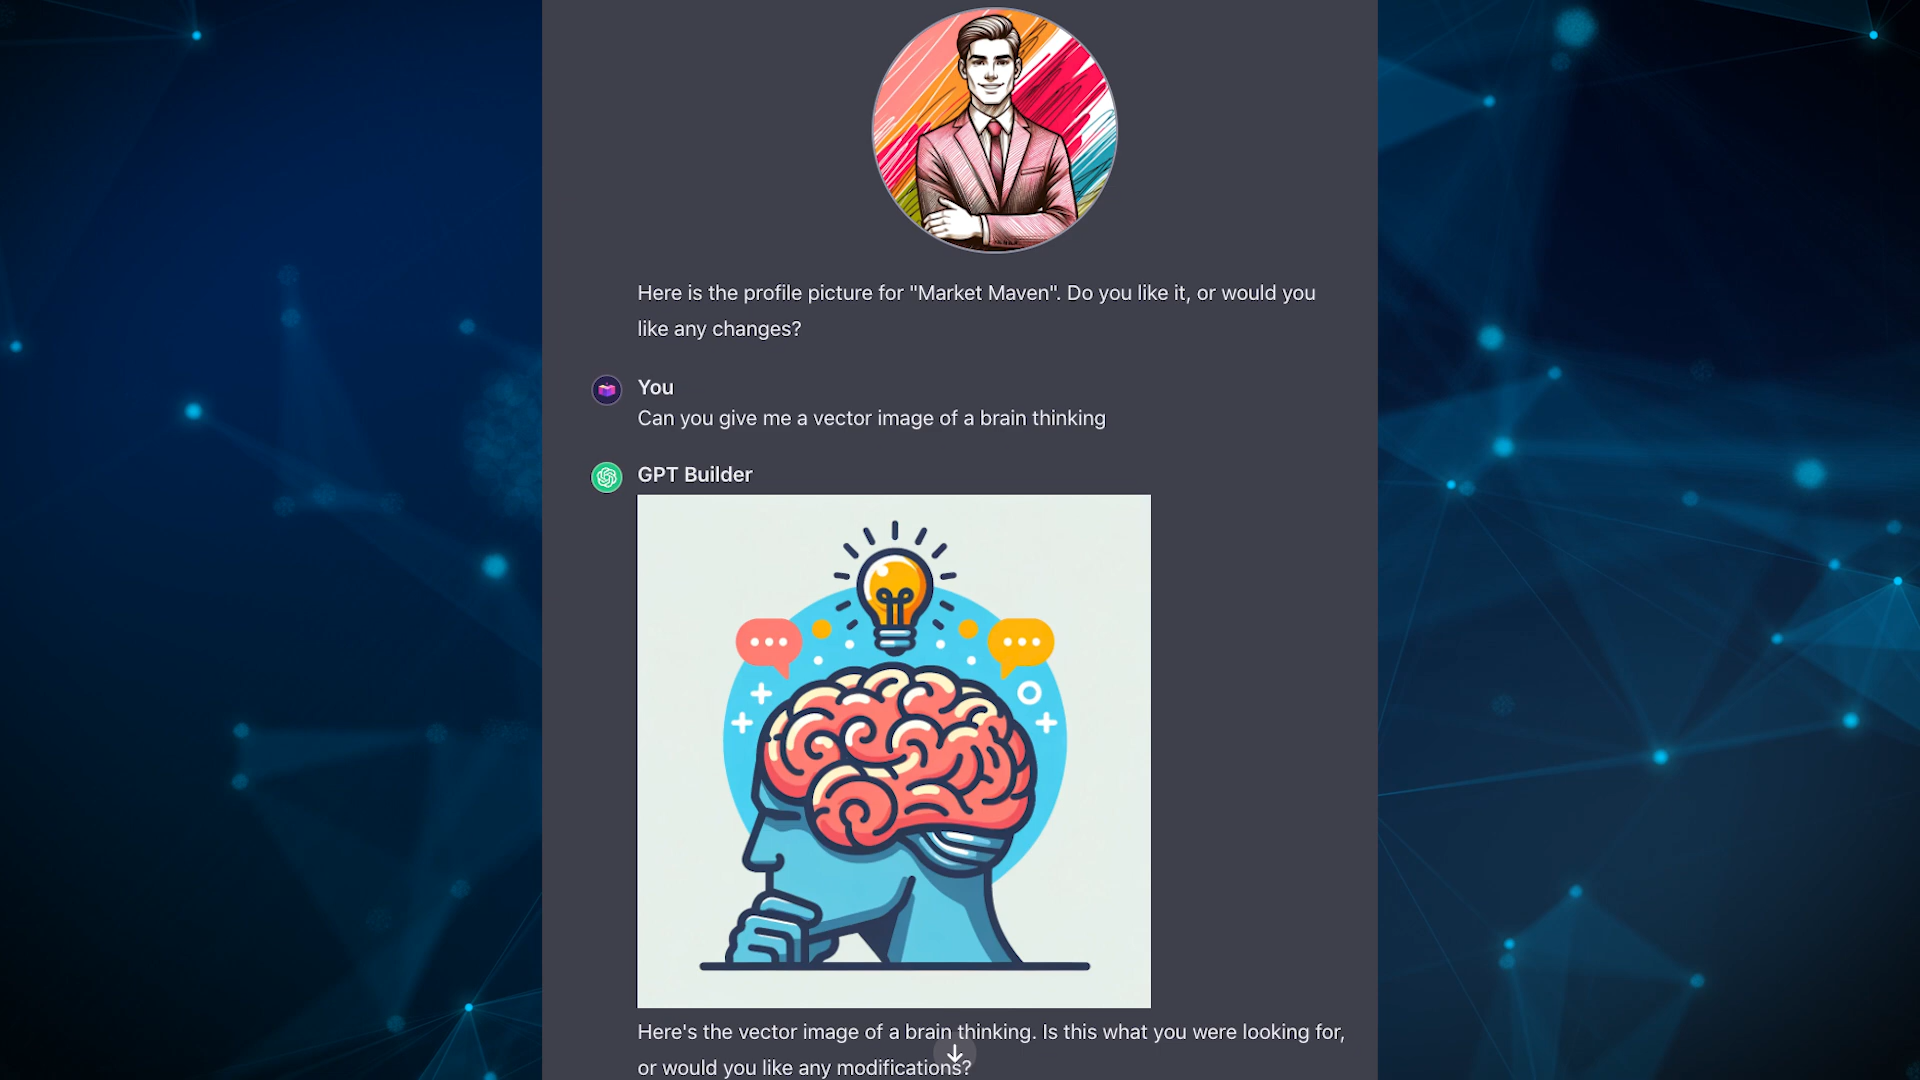 Here is the profile picture for "Market Maven". Do you like it, or would you
like any changes?
You
Can you give me a vector image of a brain thinking
GPT Builder
Here's the vector image of a brain thinking. Is this what you were looking for,
or would you like any modifications?